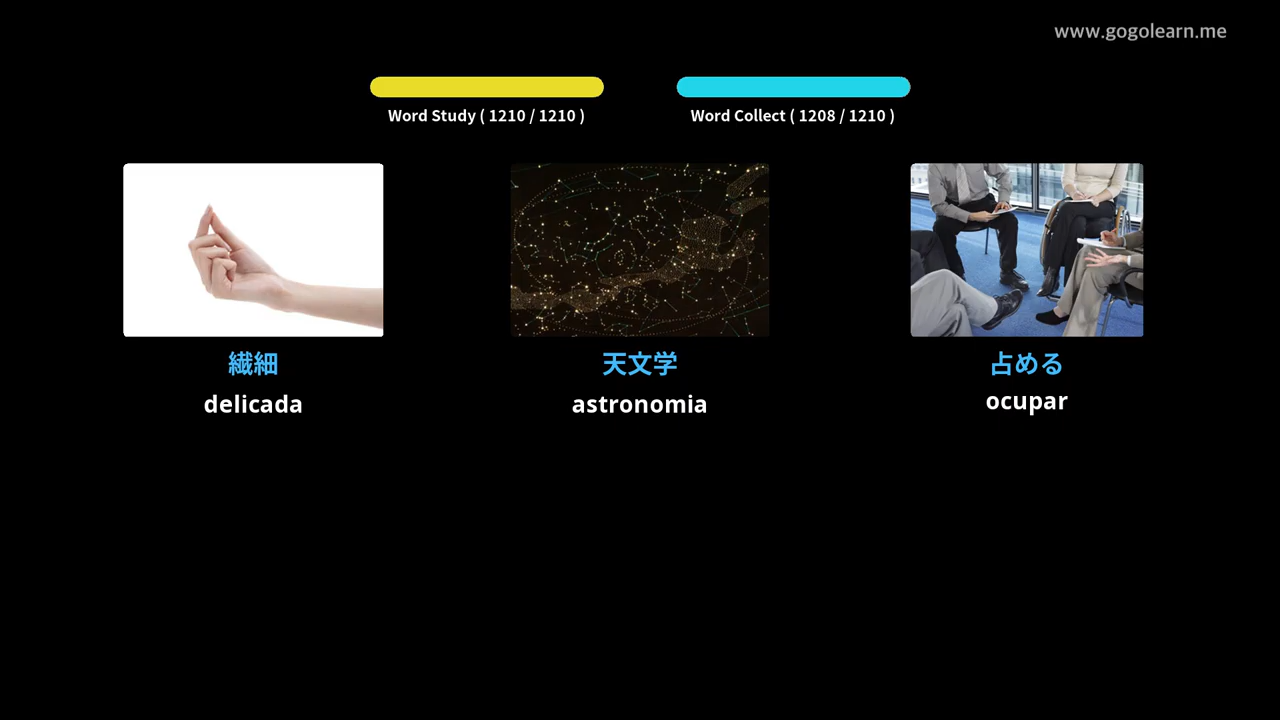 www.gogolearn.me
Word Study ( 1210 / 1210 )
Word Collect ( 1208 / 1210 )
繊細
delicada
天文学
astronomia
占める
ocupar